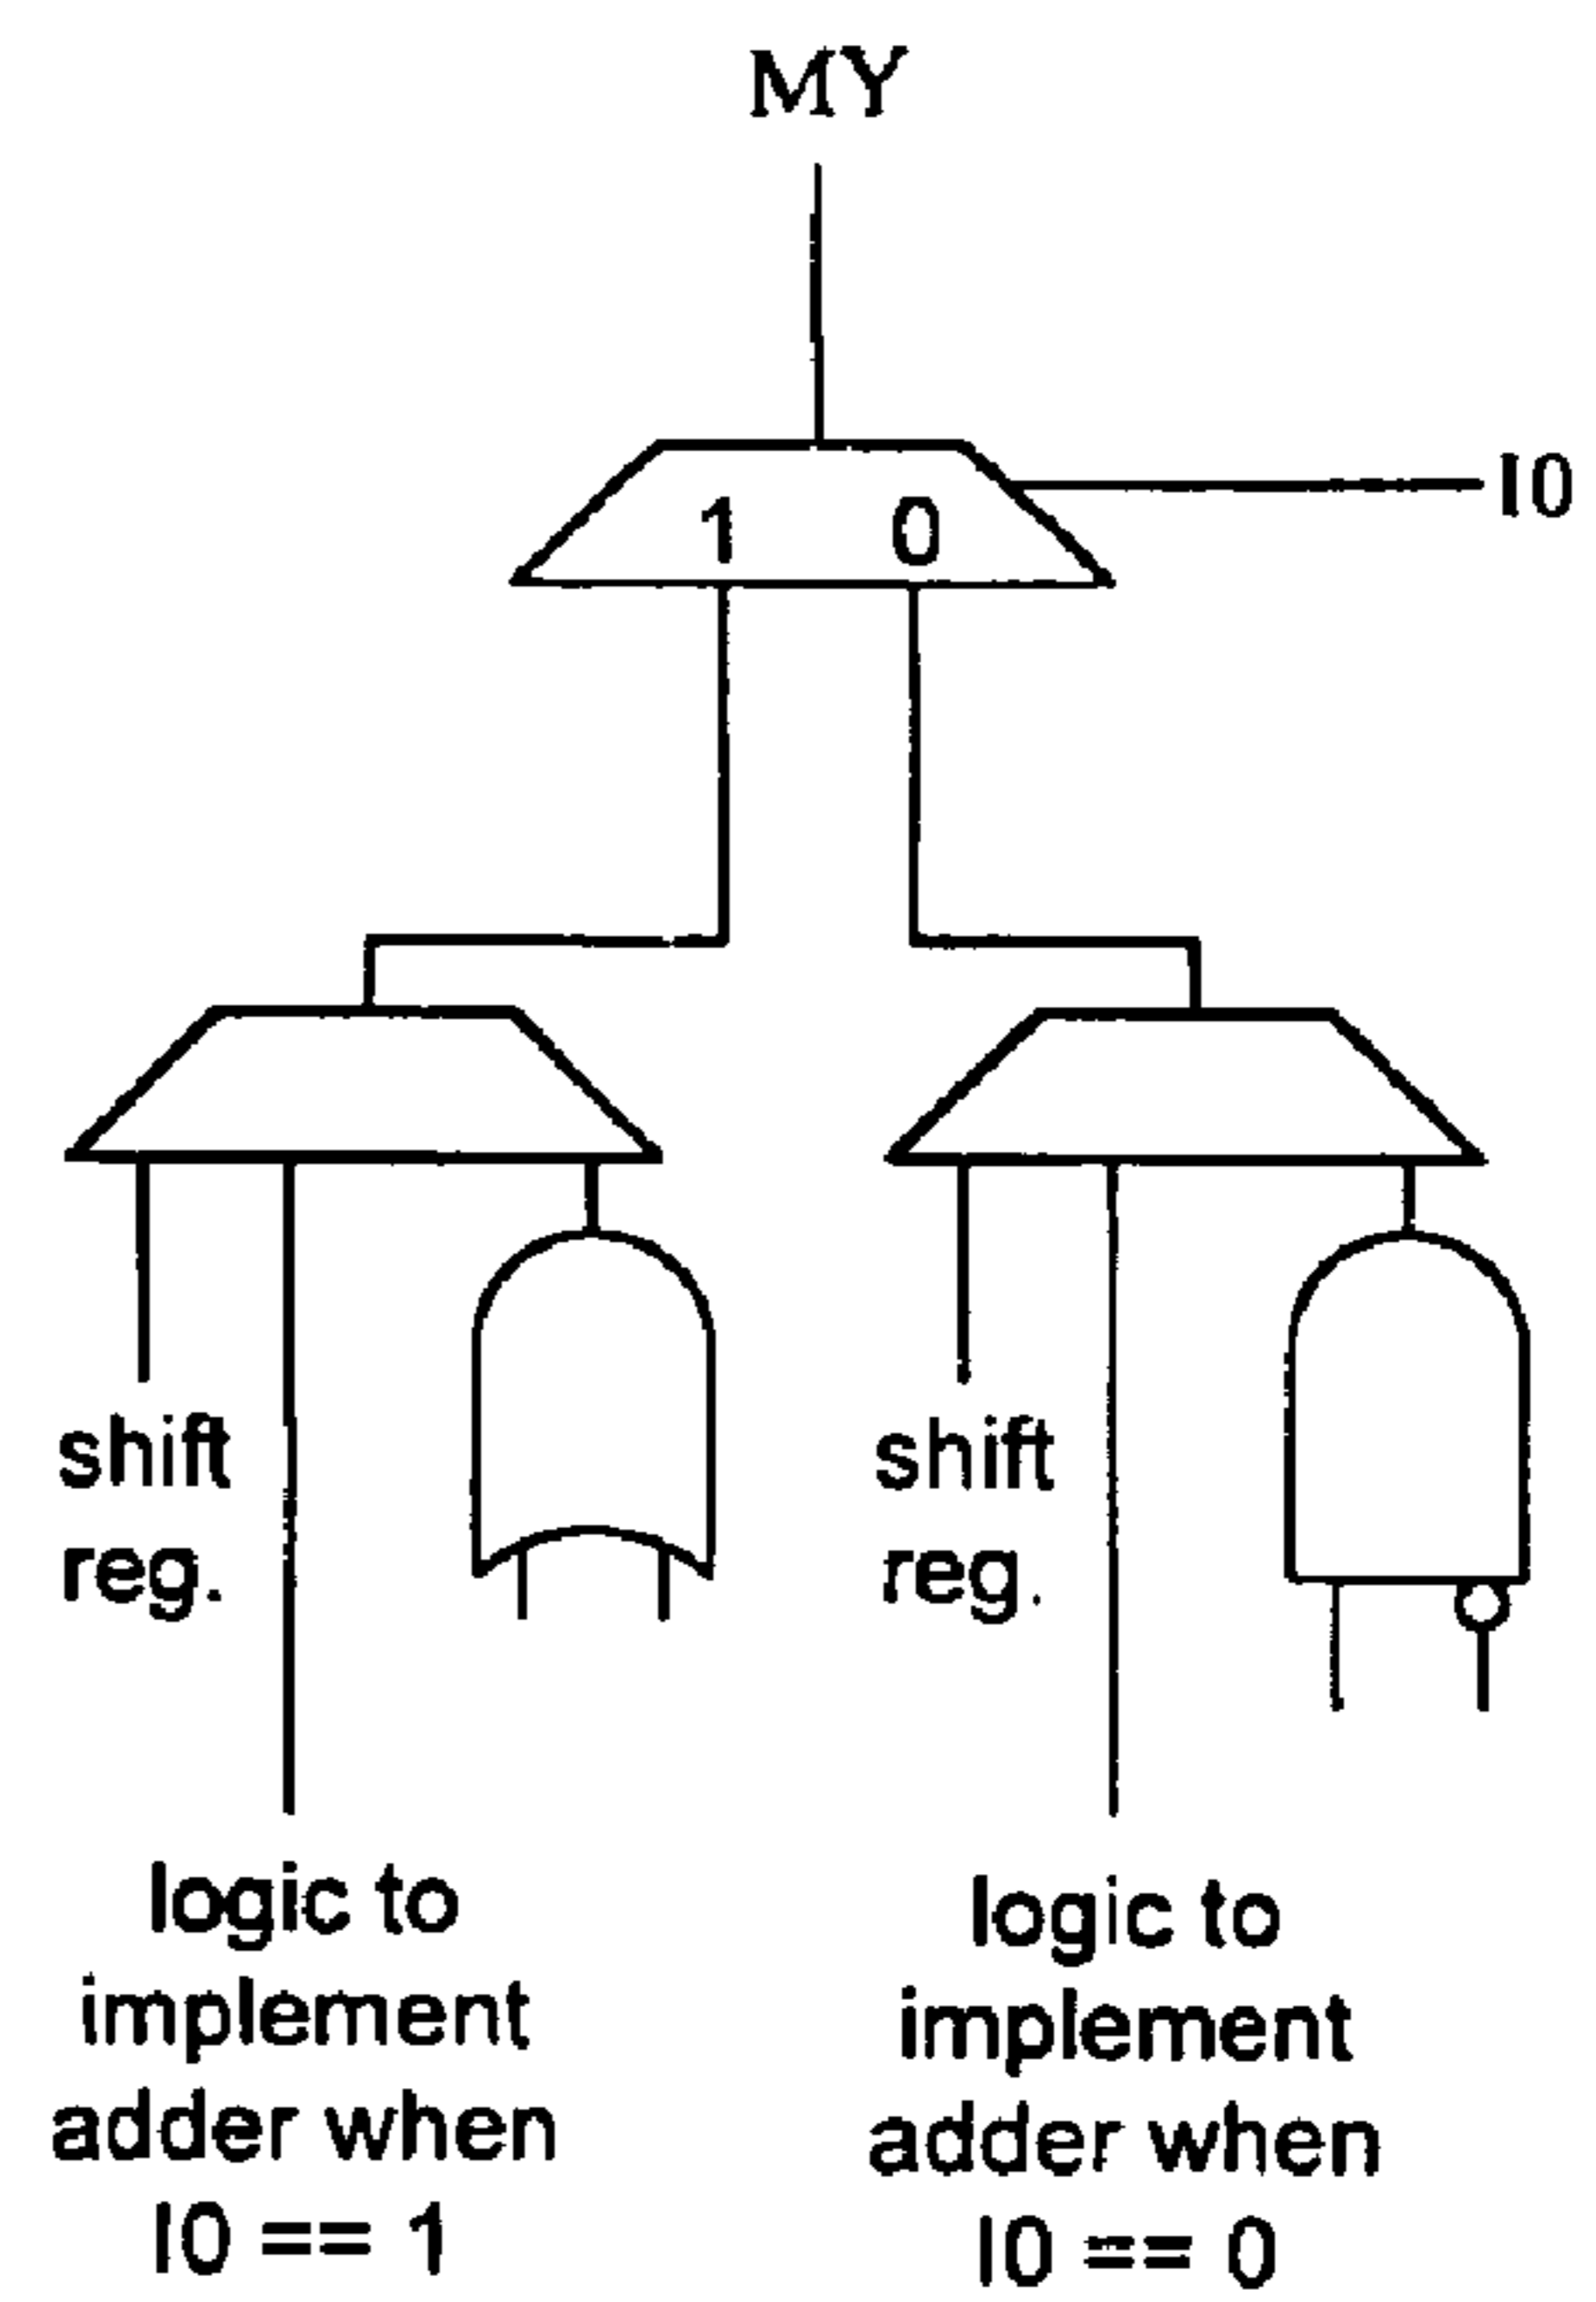 MY
I0
1 0
shift
reg.
shift
reg.
logic to
implement
adder when
I0 == 1
logic to
implement
adder when
I0 == 0